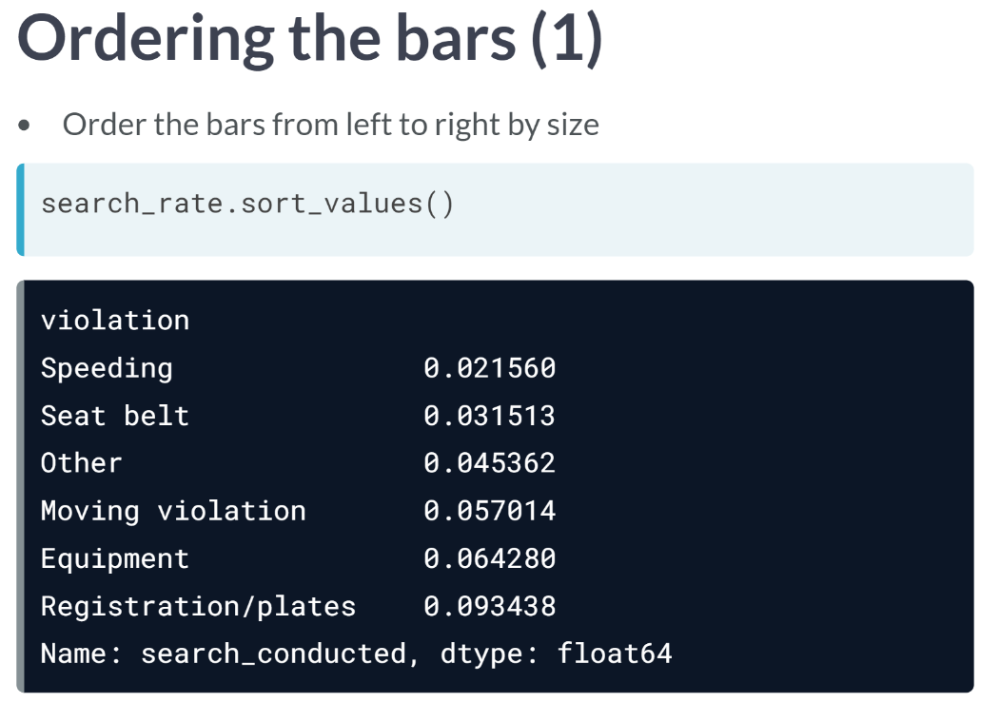 Ordering the bars (1)
• Order the bars from left to right by size
search_rate.sort_values()
violation
Speeding 0.021560
Seat belt 0.031513
Other 0.045362
Moving violation 0.057014
Equipment 0.064280
Registration/plates 0.093438
Name: search_conducted, dtype: float64